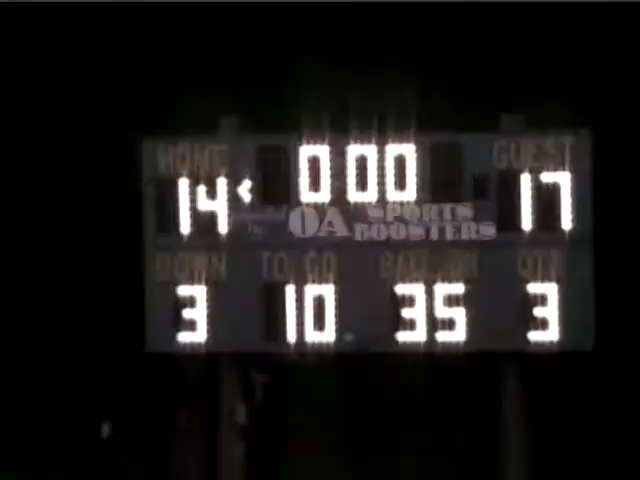 HOME 0 00 GUEST
14 17
by OA SPORTS BOOSTERS
DOWN TO GO BALL ON QTR
3 10 35 3